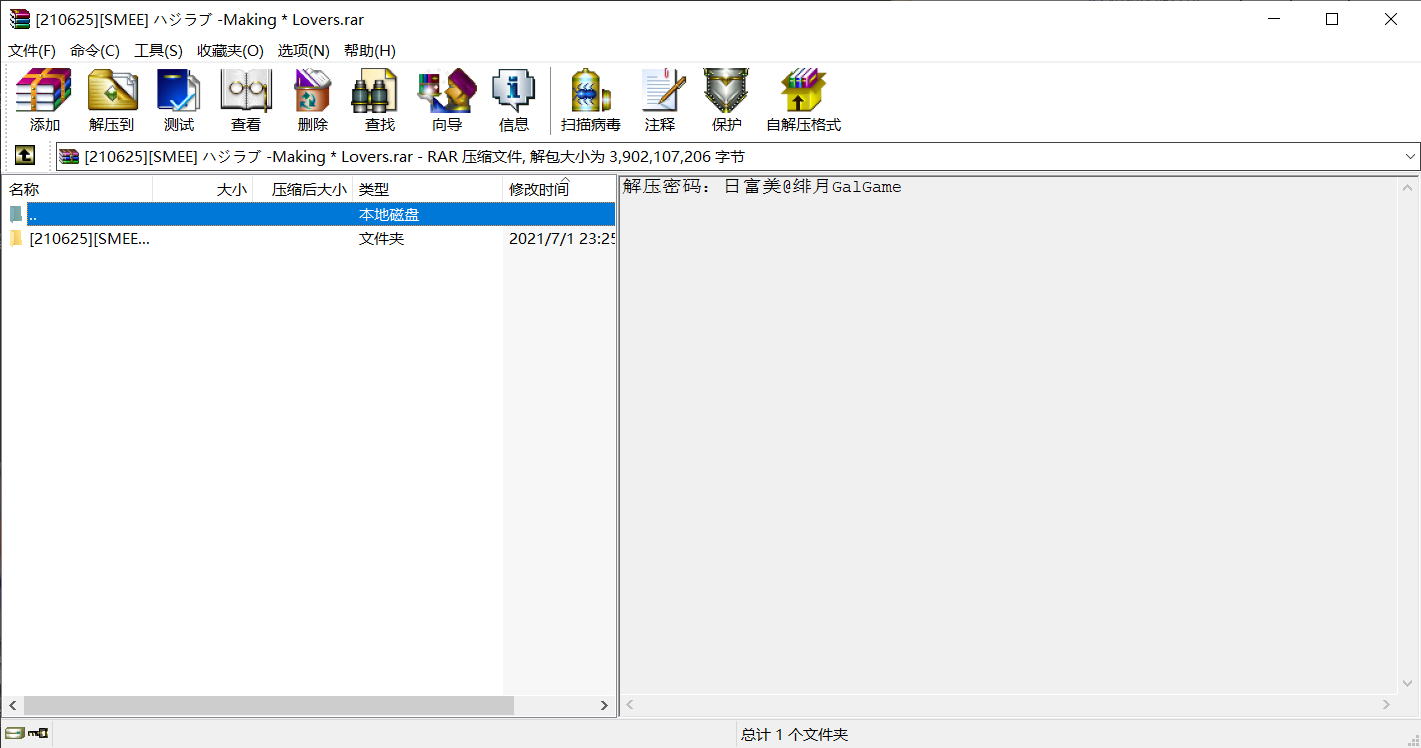 [210625][SMEE] ハジラブ -Making * Lovers.rar
文件(F) 命令(C) 工具(S) 收藏夹(O) 选项(N) 帮助(H)
添加 解压到 测试 查看 删除 查找 向导 信息 扫描病毒 注释 保护 自解压格式
[210625][SMEE] ハジラブ -Making * Lovers.rar - RAR 压缩文件, 解包大小为 3,902,107,206 字节
名称 大小 压缩后大小 类型 修改时间
.. 本地磁盘
[210625][SMEE... 文件夹 2021/7/1 23:25
解压密码: 日富美@绯月GalGame
总计 1 个文件夹